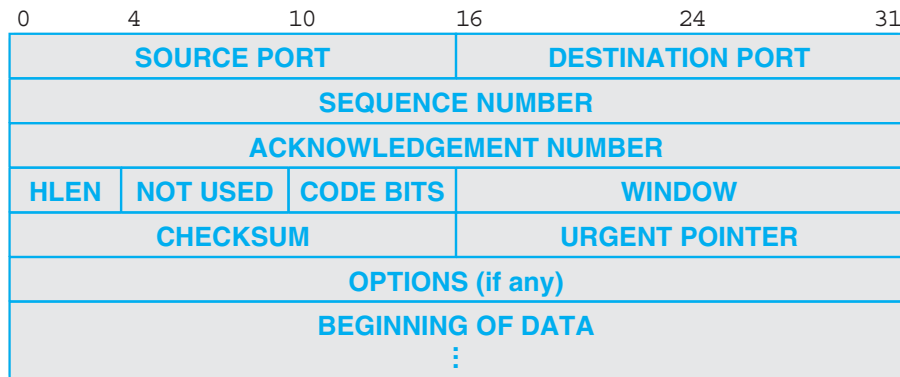 0 4 10 16 24 31
SOURCE PORT DESTINATION PORT
SEQUENCE NUMBER
ACKNOWLEDGEMENT NUMBER
HLEN NOT USED CODE BITS WINDOW
CHECKSUM URGENT POINTER
OPTIONS (if any)
BEGINNING OF DATA
⋮